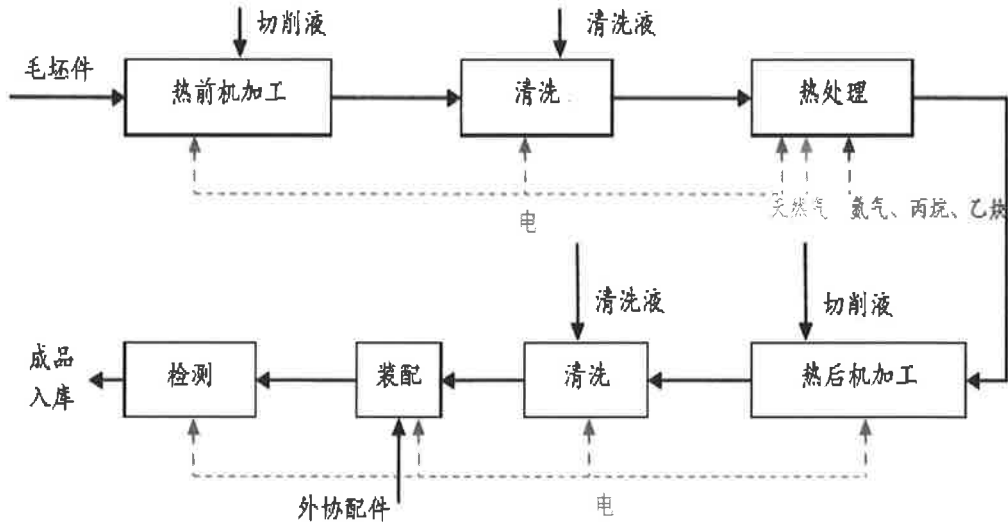 切削液
清洗液
毛坯件
热前机加工
清洗
热处理
电
天然气
氮气、丙烷、乙炔
清洗液
切削液
成品
入库
检测
装配
清洗
热后机加工
外协配件
电